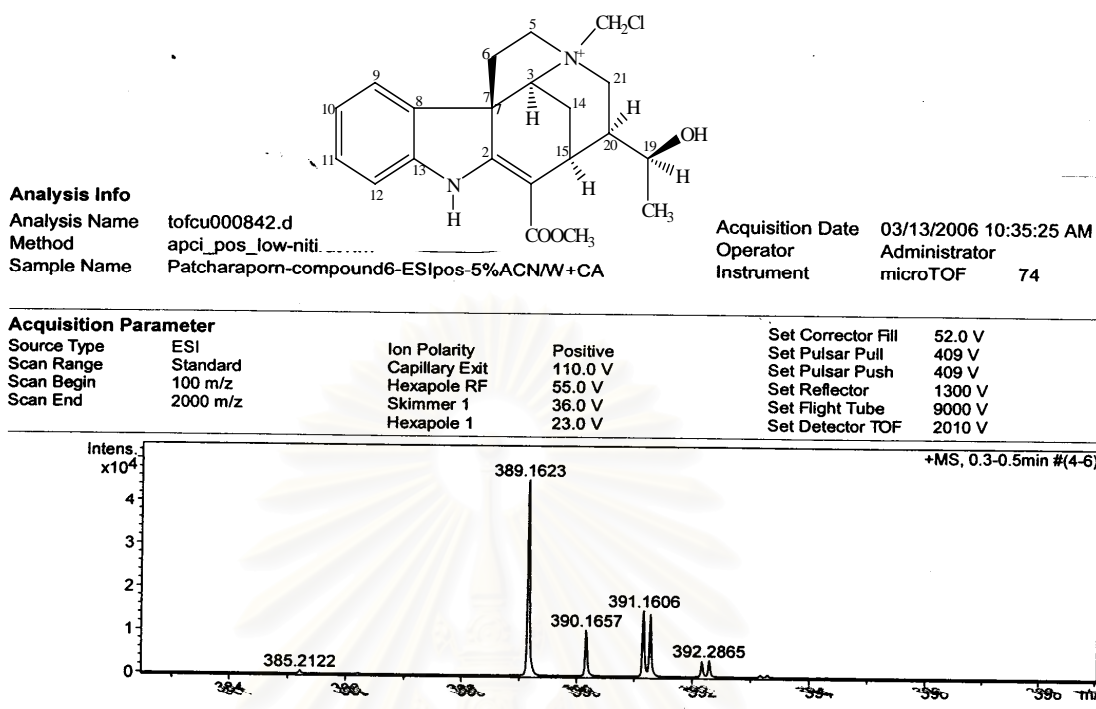 CH2Cl
5
6
N+
21
9
3
8
7
7
14
H
H
10
OH
20
19
2
15
11
H
H
13
12
N
H
CH3
COOCH3
Analysis Info
Analysis Name tofcu000842.d
Method apci_pos_low-niti
Sample Name Patcharaporn-compound6-ESIpos-5%ACN/W+CA
Acquisition Date 03/13/2006 10:35:25 AM
Operator Administrator
Instrument microTOF 74
Acquisition Parameter
Source Type ESI
Scan Range Standard
Scan Begin 100 m/z
Scan End 2000 m/z
Ion Polarity Positive
Capillary Exit 110.0 V
Hexapole RF 55.0 V
Skimmer 1 36.0 V
Hexapole 1 23.0 V
Set Corrector Fill 52.0 V
Set Pulsar Pull 409 V
Set Pulsar Push 409 V
Set Reflector 1300 V
Set Flight Tube 9000 V
Set Detector TOF 2010 V
Intens.
x10^4
+MS, 0.3-0.5min #(4-6)
389.1623
4
3
2
391.1606
390.1657
1
392.2865
385.2122
0